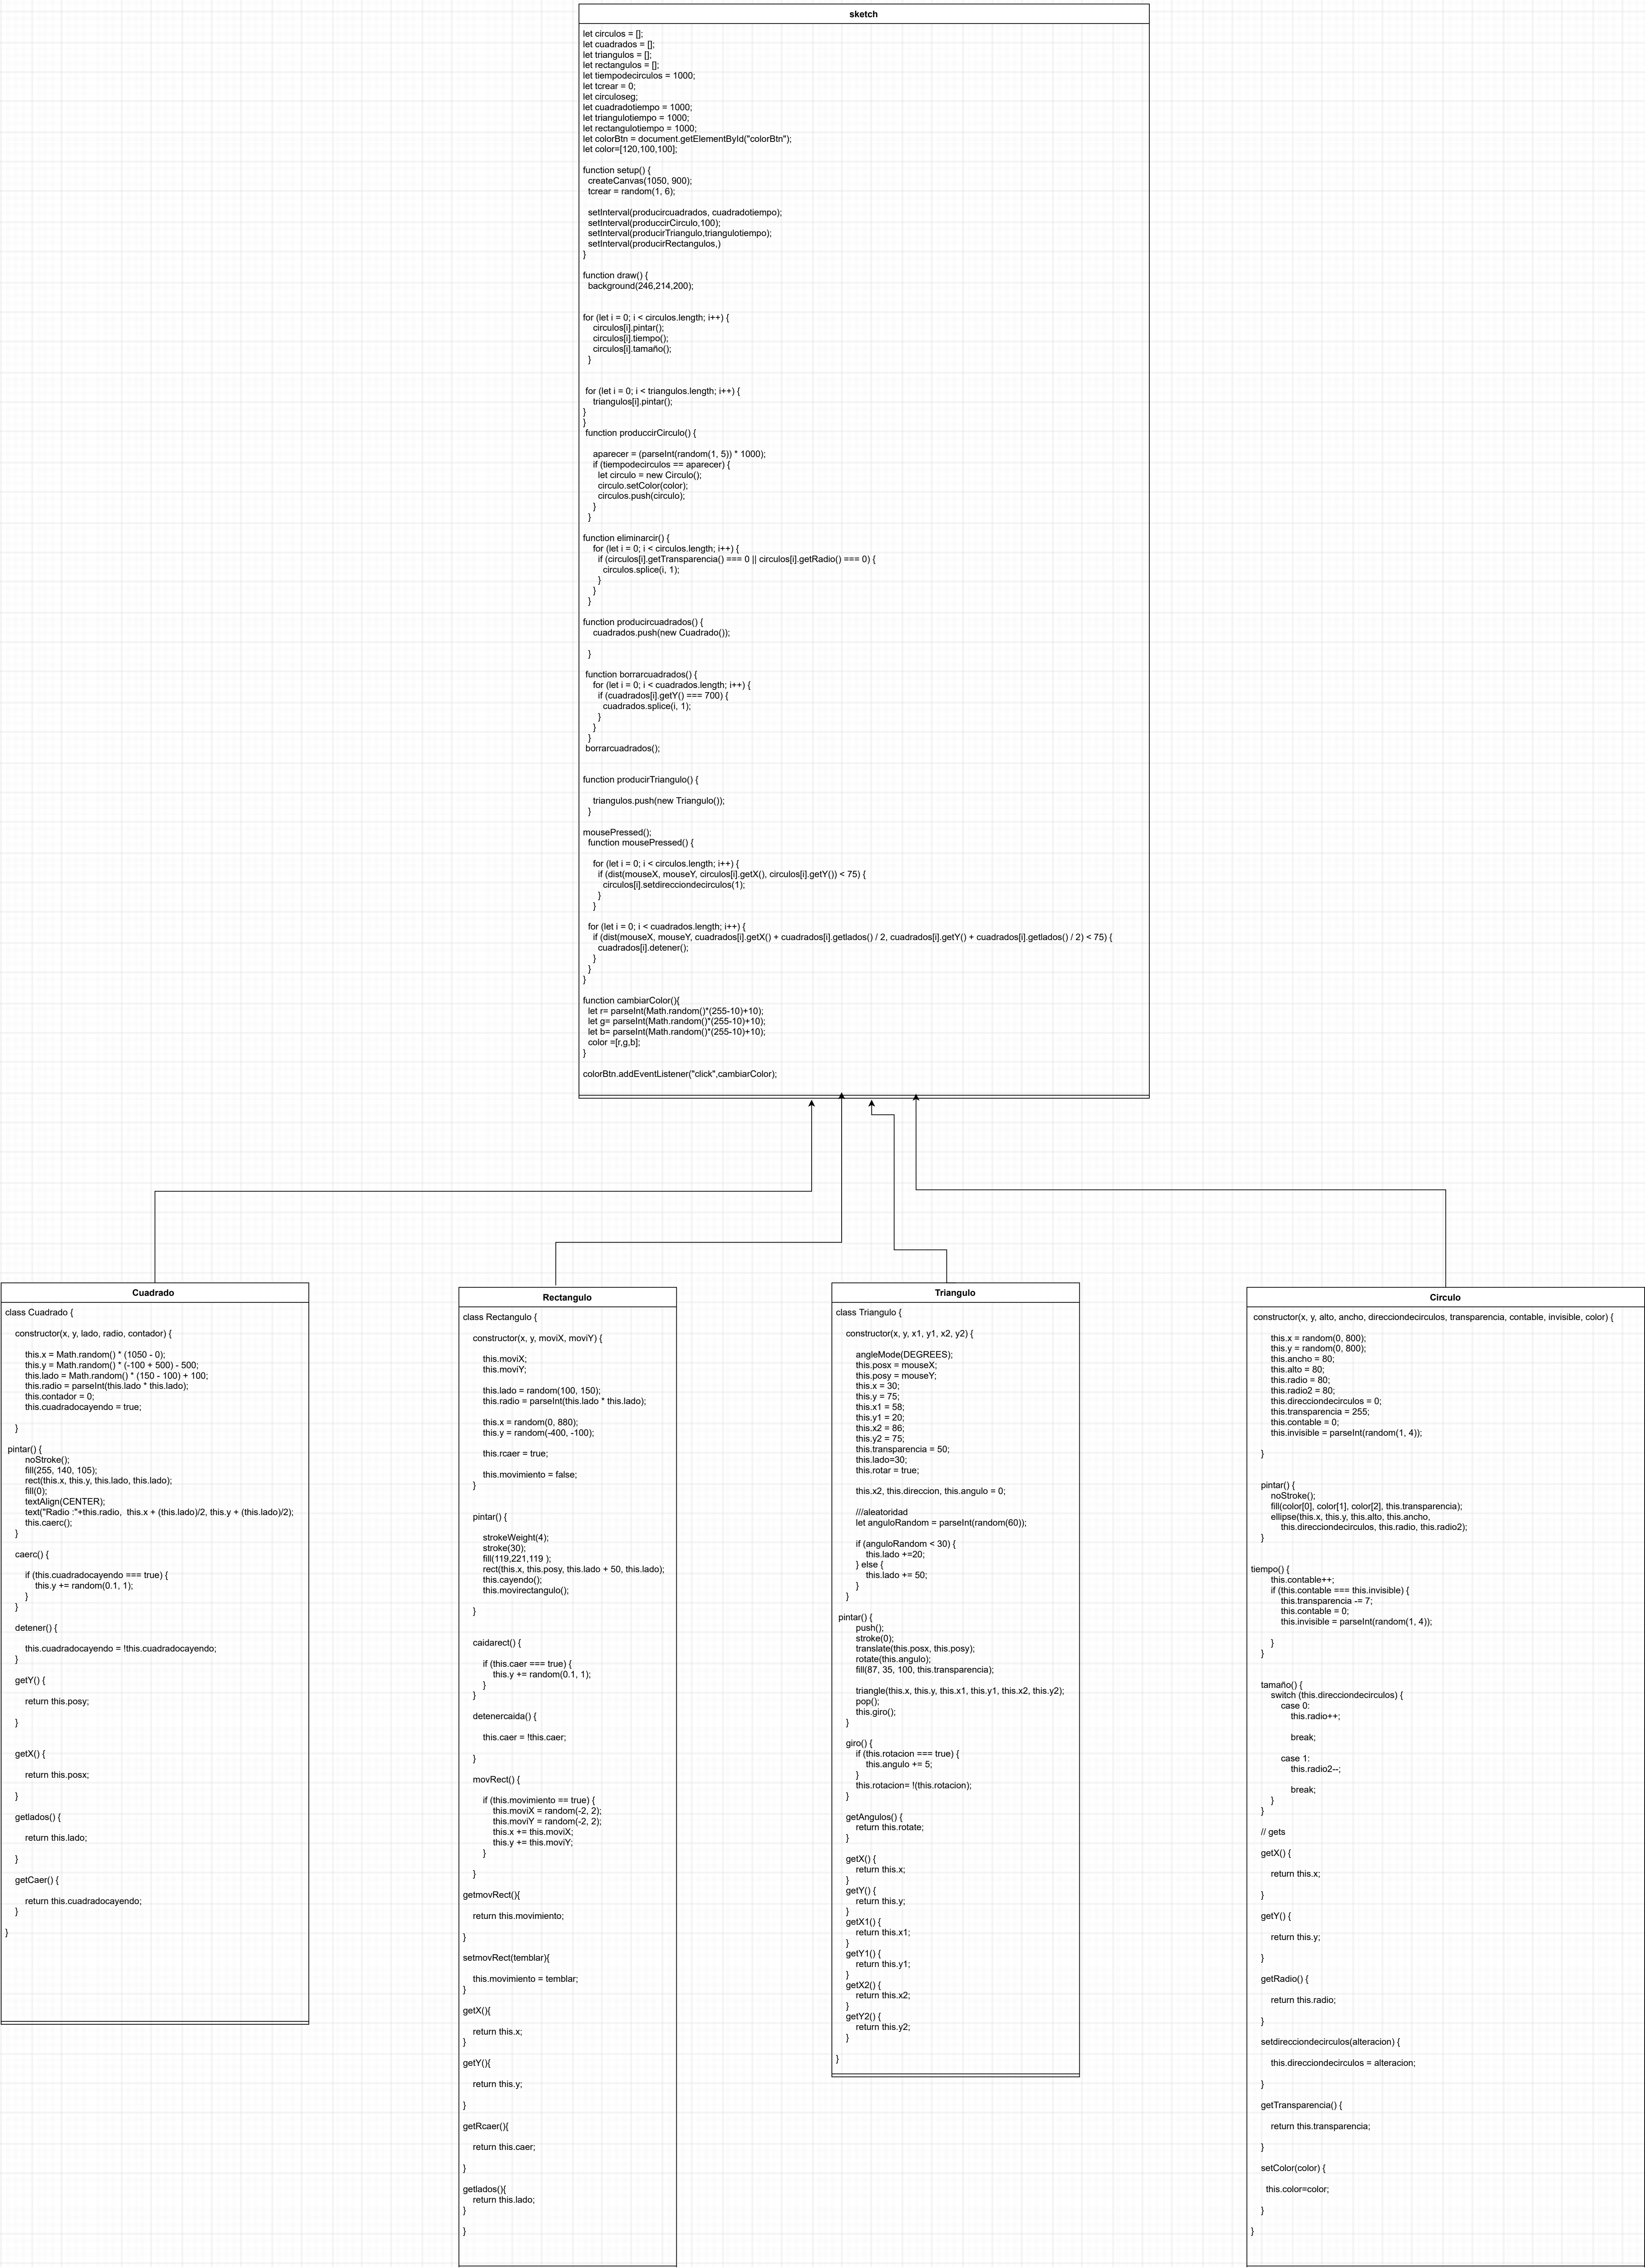 sketch
let circulos = [];
let cuadrados = [];
let triangulos = [];
let rectangulos = [];
let tiempodecirculos = 1000;
let tcrear = 0;
let circuloseg;
let cuadradotiempo = 1000;
let triangulotiempo = 1000;
let rectangulotiempo = 1000;
let colorBtn = document.getElementById("colorBtn");
let color=[120,100,100];
function setup() {
createCanvas(1050, 900);
tcrear = random(1, 6);
setInterval(producircuadrados, cuadradotiempo);
setInterval(produccirCirculo,100);
setInterval(producirTriangulo,triangulotiempo);
setInterval(producirRectangulos,)
}
function draw() {
background(246,214,200);
for (let i = 0; i < circulos.length; i++) {
circulos[i].pintar();
circulos[i].tiempo();
circulos[i].tamaño();
}
for (let i = 0; i < triangulos.length; i++) {
triangulos[i].pintar();
}
}
function produccirCirculo() {
aparecer = (parseInt(random(1, 5)) * 1000);
if (tiempodecirculos == aparecer) {
let circulo = new Circulo();
circulo.setColor(color);
circulos.push(circulo);
}
}
function eliminarcir() {
for (let i = 0; i < circulos.length; i++) {
if (circulos[i].getTransparencia() === 0 || circulos[i].getRadio() === 0) {
circulos.splice(i, 1);
}
}
}
function producircuadrados() {
cuadrados.push(new Cuadrado());
}
function borrarcuadrados() {
for (let i = 0; i < cuadrados.length; i++) {
if (cuadrados[i].getY() === 700) {
cuadrados.splice(i, 1);
}
}
}
borrarcuadrados();
function producirTriangulo() {
triangulos.push(new Triangulo());
}
mousePressed();
function mousePressed() {
for (let i = 0; i < circulos.length; i++) {
if (dist(mouseX, mouseY, circulos[i].getX(), circulos[i].getY()) < 75) {
circulos[i].setdirecciondecirculos(1);
}
}
for (let i = 0; i < cuadrados.length; i++) {
if (dist(mouseX, mouseY, cuadrados[i].getX() + cuadrados[i].getlados() / 2, cuadrados[i].getY() + cuadrados[i].getlados() / 2) < 75) {
cuadrados[i].detener();
}
}
}
function cambiarColor(){
let r= parseInt(Math.random()*(255-10)+10);
let g= parseInt(Math.random()*(255-10)+10);
let b= parseInt(Math.random()*(255-10)+10);
color =[r,g,b];
}
colorBtn.addEventListener("click",cambiarColor);
Cuadrado
class Cuadrado {
constructor(x, y, lado, radio, contador) {
this.x = Math.random() * (1050 - 0);
this.y = Math.random() * (-100 + 500) - 500;
this.lado = Math.random() * (150 - 100) + 100;
this.radio = parseInt(this.lado * this.lado);
this.contador = 0;
this.cuadradocayendo = true;
}
pintar() {
noStroke();
fill(255, 140, 105);
rect(this.x, this.y, this.lado, this.lado);
fill(0);
textAlign(CENTER);
text("Radio :"+this.radio, this.x + (this.lado)/2, this.y + (this.lado)/2);
this.caerc();
}
caerc() {
if (this.cuadradocayendo === true) {
this.y += random(0.1, 1);
}
}
detener() {
this.cuadradocayendo = !this.cuadradocayendo;
}
getY() {
return this.posy;
}
getX() {
return this.posx;
}
getlados() {
return this.lado;
}
getCaer() {
return this.cuadradocayendo;
}
}
Rectangulo
class Rectangulo {
constructor(x, y, moviX, moviY) {
this.moviX;
this.moviY;
this.lado = random(100, 150);
this.radio = parseInt(this.lado * this.lado);
this.x = random(0, 880);
this.y = random(-400, -100);
this.rcaer = true;
this.movimiento = false;
}
pintar() {
strokeWeight(4);
stroke(30);
fill(119,221,119 );
rect(this.x, this.posy, this.lado + 50, this.lado);
this.cayendo();
this.movirectangulo();
}
caidarect() {
if (this.caer === true) {
this.y += random(0.1, 1);
}
}
detenercaida() {
this.caer = !this.caer;
}
movRect() {
if (this.movimiento == true) {
this.moviX = random(-2, 2);
this.moviY = random(-2, 2);
this.x += this.moviX;
this.y += this.moviY;
}
}
getmovRect(){
return this.movimiento;
}
setmovRect(temblar){
this.movimiento = temblar;
}
getX(){
return this.x;
}
getY(){
return this.y;
}
getRcaer(){
return this.caer;
}
getlados(){
return this.lado;
}
}
Triangulo
class Triangulo {
constructor(x, y, x1, y1, x2, y2) {
angleMode(DEGREES);
this.posx = mouseX;
this.posy = mouseY;
this.x = 30;
this.y = 75;
this.x1 = 58;
this.y1 = 20;
this.x2 = 86;
this.y2 = 75;
this.transparencia = 50;
this.lado=30;
this.rotar = true;
this.x2, this.direccion, this.angulo = 0;
///aleatoridad
let anguloRandom = parseInt(random(60));
if (anguloRandom < 30) {
this.lado +=20;
} else {
this.lado += 50;
}
}
pintar() {
push();
stroke(0);
translate(this.posx, this.posy);
rotate(this.angulo);
fill(87, 35, 100, this.transparencia);
triangle(this.x, this.y, this.x1, this.y1, this.x2, this.y2);
pop();
this.giro();
}
giro() {
if (this.rotacion === true) {
this.angulo += 5;
}
this.rotacion= !(this.rotacion);
}
getAngulos() {
return this.rotate;
}
getX() {
return this.x;
}
getY() {
return this.y;
}
getX1() {
return this.x1;
}
getY1() {
return this.y1;
}
getX2() {
return this.x2;
}
getY2() {
return this.y2;
}
}
Circulo
constructor(x, y, alto, ancho, direcciondecirculos, transparencia, contable, invisible, color) {
this.x = random(0, 800);
this.y = random(0, 800);
this.ancho = 80;
this.alto = 80;
this.radio = 80;
this.radio2 = 80;
this.direcciondecirculos = 0;
this.transparencia = 255;
this.contable = 0;
this.invisible = parseInt(random(1, 4));
}
pintar() {
noStroke();
fill(color[0], color[1], color[2], this.transparencia);
ellipse(this.x, this.y, this.alto, this.ancho,
this.direcciondecirculos, this.radio, this.radio2);
}
tiempo() {
this.contable++;
if (this.contable === this.invisible) {
this.transparencia -= 7;
this.contable = 0;
this.invisible = parseInt(random(1, 4));
}
}
tamaño() {
switch (this.direcciondecirculos) {
case 0:
this.radio++;
break;
case 1:
this.radio2--;
break;
}
}
// gets
getX() {
return this.x;
}
getY() {
return this.y;
}
getRadio() {
return this.radio;
}
setdirecciondecirculos(alteracion) {
this.direcciondecirculos = alteracion;
}
getTransparencia() {
return this.transparencia;
}
setColor(color) {
this.color=color;
}
}